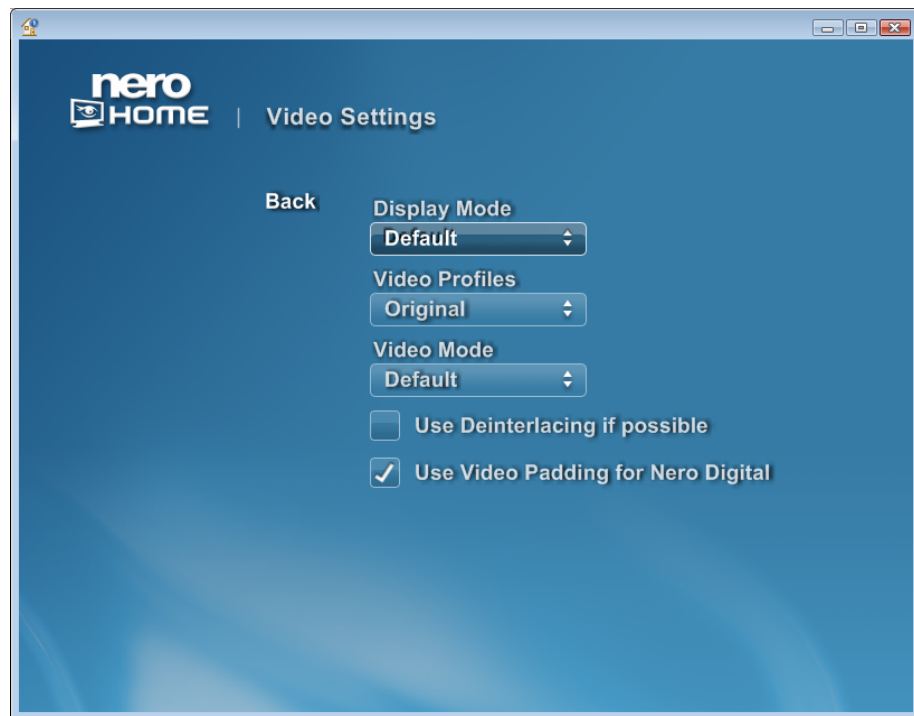 nero
HOME | Video Settings
Back
Display Mode
Default
Video Profiles
Original
Video Mode
Default
Use Deinterlacing if possible
Use Video Padding for Nero Digital